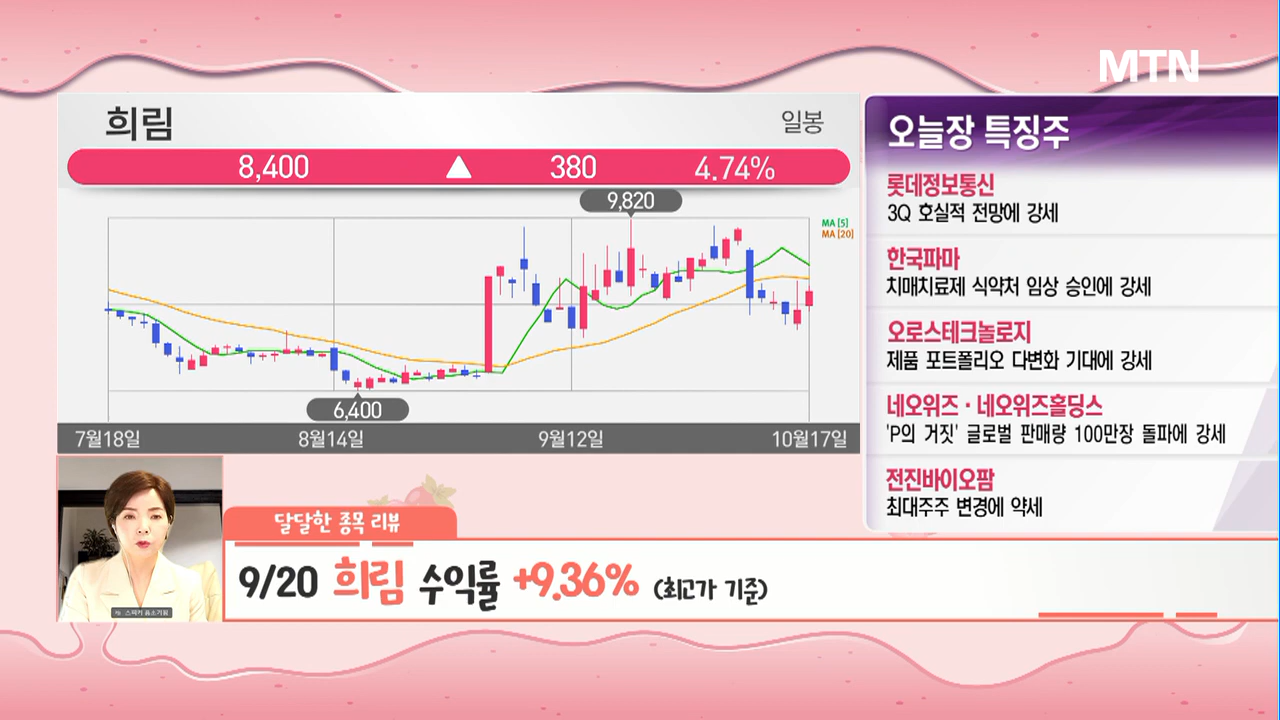 MTN
희림
일봉
8,400 ▲ 380 4.74%
9,820
MA [5]
MA [20]
6,400
7월18일 8월14일 9월12일 10월17일
오늘장 특징주
롯데정보통신
3Q 호실적 전망에 강세
한국파마
치매치료제 식약처 임상 승인에 강세
오로스테크놀로지
제품 포트폴리오 다변화 기대에 강세
네오위즈 · 네오위즈홀딩스
'P의 거짓' 글로벌 판매량 100만장 돌파에 강세
전진바이오팜
최대주주 변경에 약세
스피커 음소거됨
달달한 종목 리뷰
9/20 희림 수익률 +9.36% (최고가 기준)